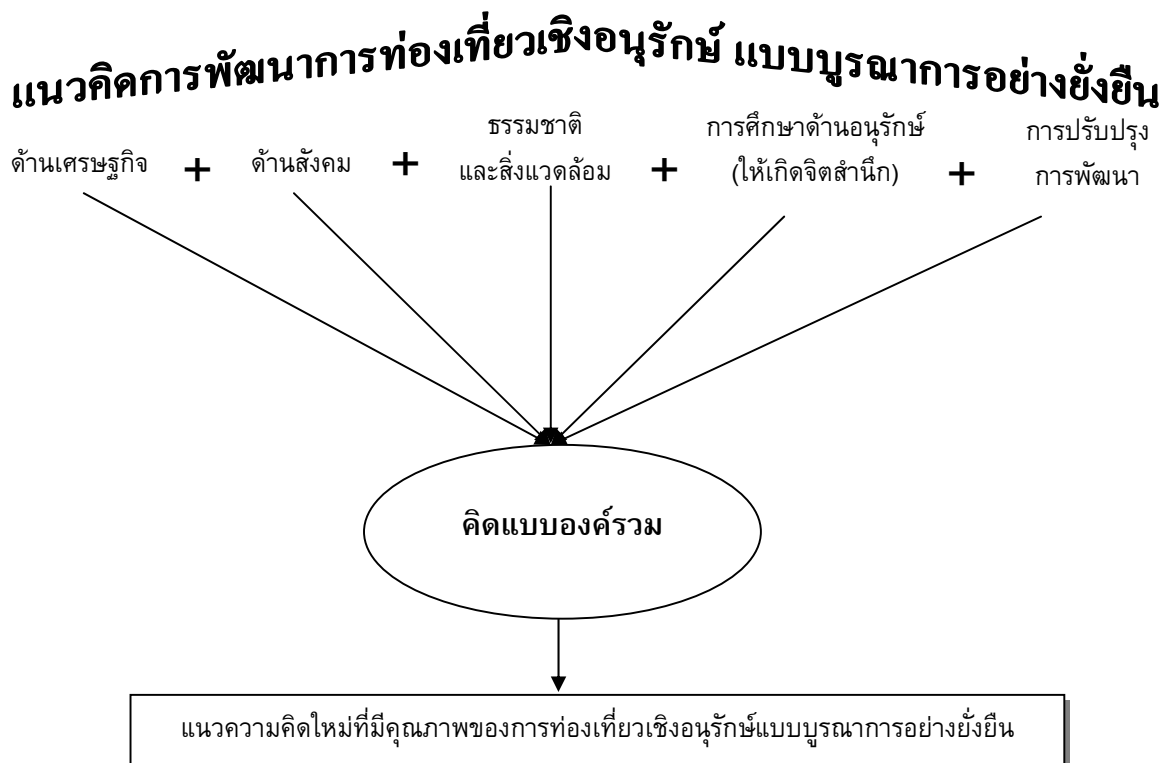 แนวคิดการพัฒนาการท่องเที่ยวเชิงอนุรักษ์ แบบบูรณาการอย่างยั่งยืน
ด้านเศรษฐกิจ + ด้านสังคม + ธรรมชาติ
และสิ่งแวดล้อม + การศึกษาด้านอนุรักษ์
(ให้เกิดจิตสำนึก) + การปรับปรุง
การพัฒนา
คิดแบบองค์รวม
แนวความคิดใหม่ที่มีคุณภาพของการท่องเที่ยวเชิงอนุรักษ์แบบบูรณาการอย่างยั่งยืน